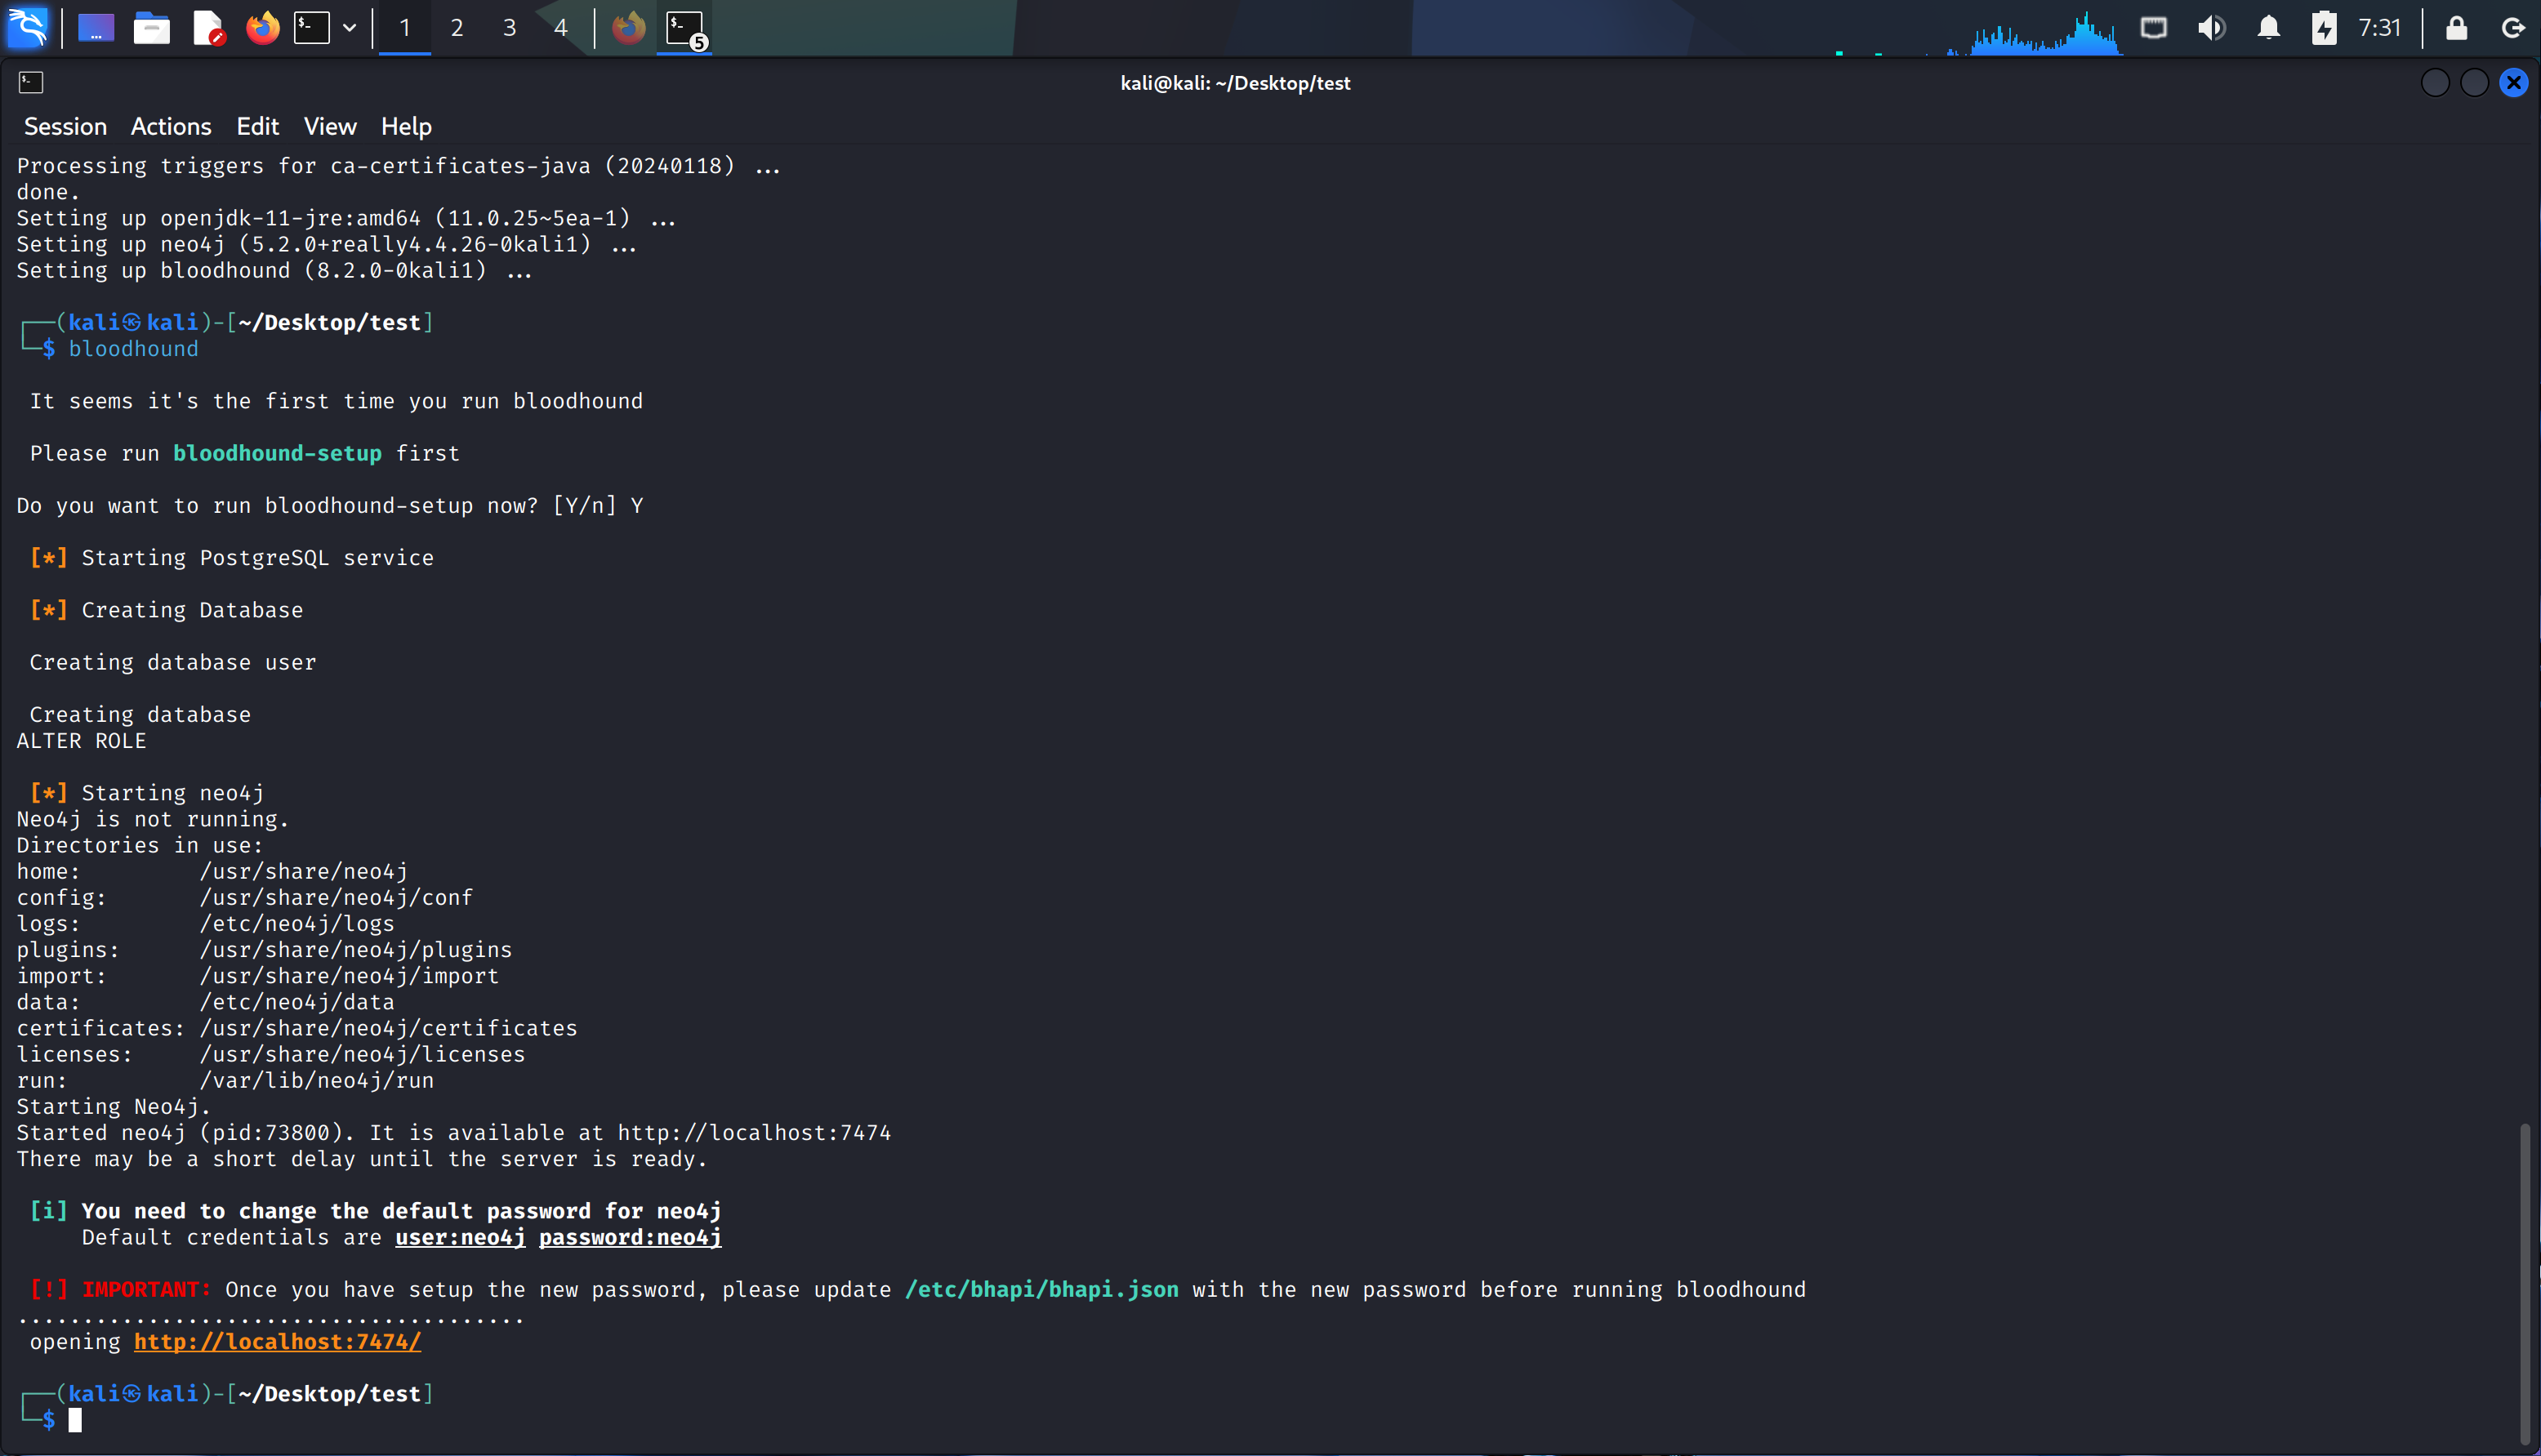 1 2 3 4 5 7:31
kali@kali: ~/Desktop/test
Session Actions Edit View Help
Processing triggers for ca-certificates-java (20240118) ...
done.
Setting up openjdk-11-jre:amd64 (11.0.25~5ea-1) ...
Setting up neo4j (5.2.0+really4.4.26-0kali1) ...
Setting up bloodhound (8.2.0-0kali1) ...
┌──(kali㉿kali)-[~/Desktop/test]
└─$ bloodhound
It seems it's the first time you run bloodhound
Please run bloodhound-setup first
Do you want to run bloodhound-setup now? [Y/n] Y
[*] Starting PostgreSQL service
[*] Creating Database
Creating database user
Creating database
ALTER ROLE
[*] Starting neo4j
Neo4j is not running.
Directories in use:
home:         /usr/share/neo4j
config:       /usr/share/neo4j/conf
logs:         /etc/neo4j/logs
plugins:      /usr/share/neo4j/plugins
import:       /usr/share/neo4j/import
data:         /etc/neo4j/data
certificates: /usr/share/neo4j/certificates
licenses:     /usr/share/neo4j/licenses
run:          /var/lib/neo4j/run
Starting Neo4j.
Started neo4j (pid:73800). It is available at http://localhost:7474
There may be a short delay until the server is ready.
[i] You need to change the default password for neo4j
Default credentials are user:neo4j password:neo4j
[!] IMPORTANT: Once you have setup the new password, please update /etc/bhapi/bhapi.json with the new password before running bloodhound
.......................................
opening http://localhost:7474/
┌──(kali㉿kali)-[~/Desktop/test]
└─$